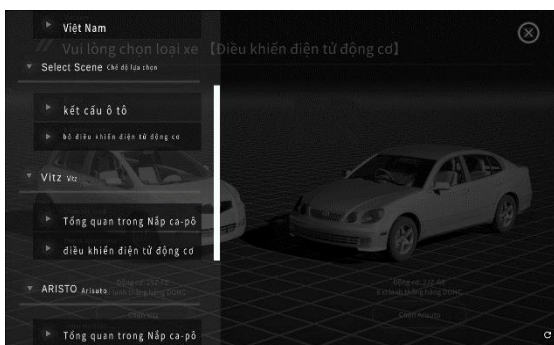 Việt Nam
Vui lòng chọn loại xe 【Điều khiển điện tử động cơ】
Select Scene Chế độ lựa chọn
kết cấu ô tô
bộ điều khiển điện tử động cơ
Vitz Vitz
Tổng quan trong Nắp ca-pô
điều khiển điện tử động cơ
ARISTO Arisuto
Chọn Arisuto
Tổng quan trong Nắp ca-pô